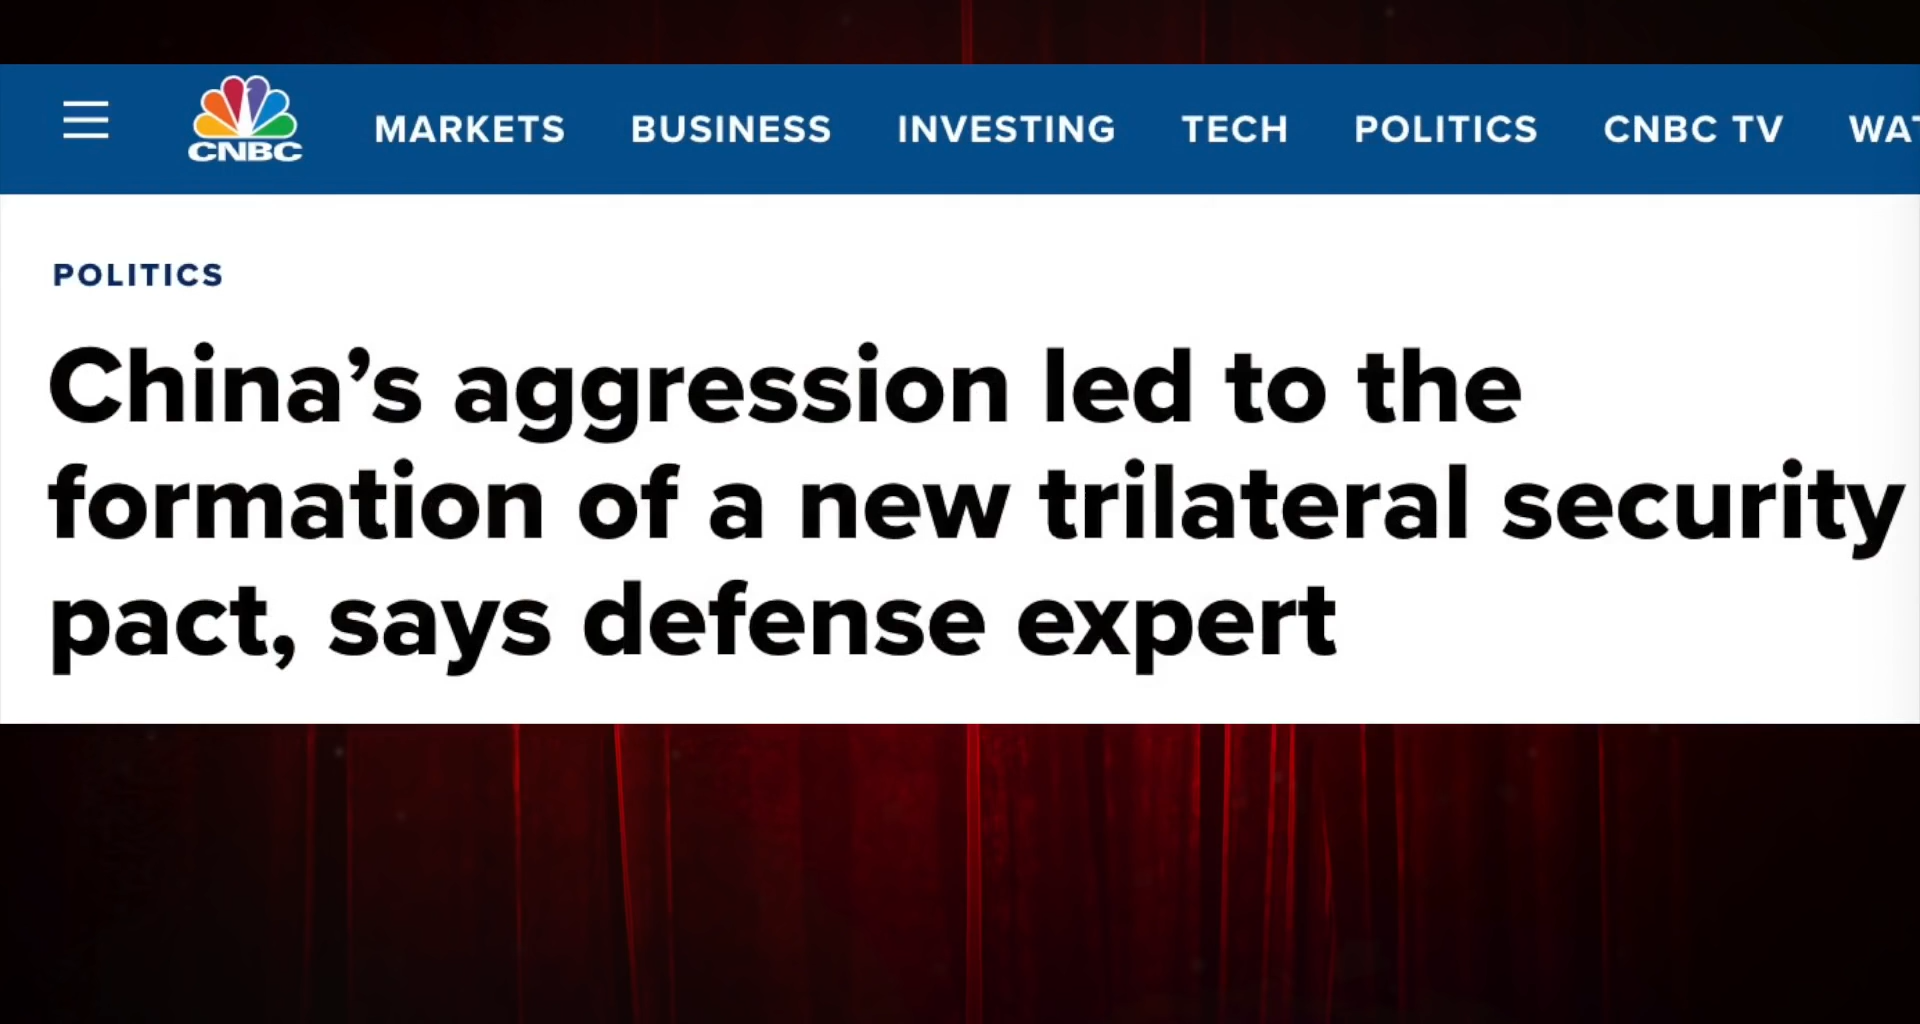 CNBC MARKETS BUSINESS INVESTING TECH POLITICS CNBC TV WAT
POLITICS
China’s aggression led to the
formation of a new trilateral security
pact, says defense expert